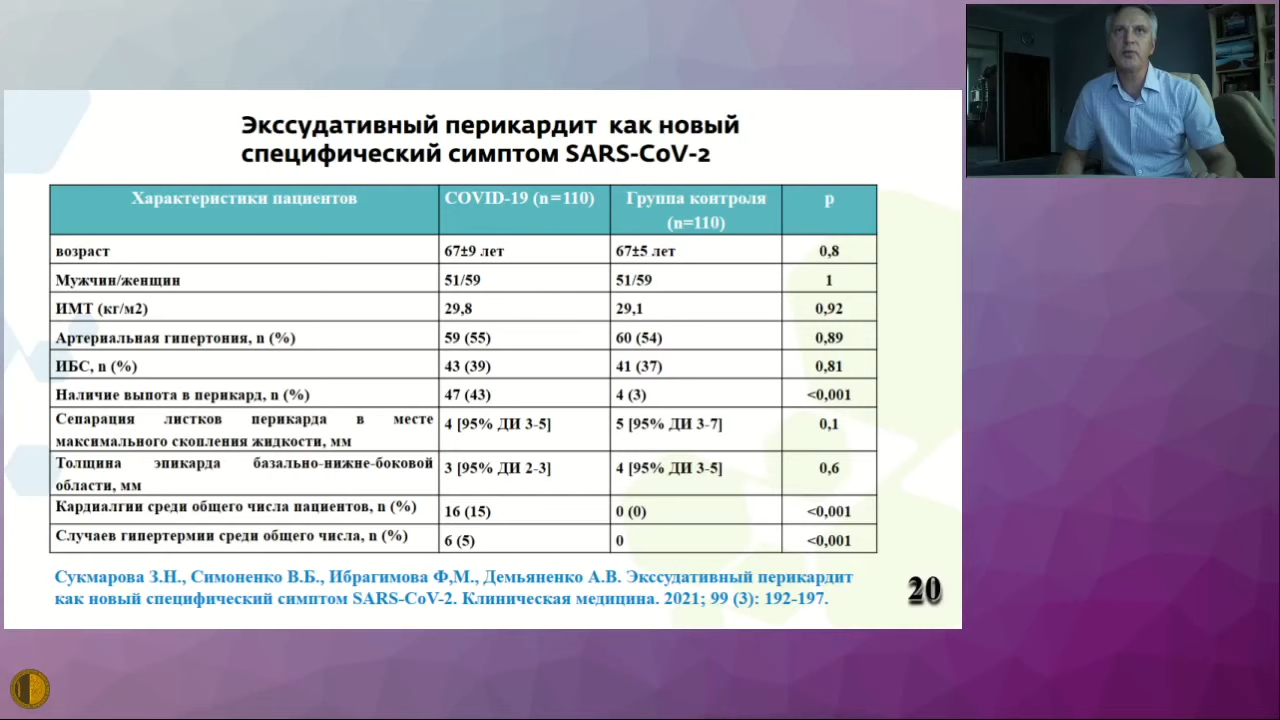 Экссудативный перикардит как новый
специфический симптом SARS-CoV-2
Характеристики пациентов COVID-19 (n=110) Группа контроля (n=110) p
возраст 67±9 лет 67±5 лет 0,8
Мужчин/женщин 51/59 51/59 1
ИМТ (кг/м2) 29,8 29,1 0,92
Артериальная гипертония, n (%) 59 (55) 60 (54) 0,89
ИБС, n (%) 43 (39) 41 (37) 0,81
Наличие выпота в перикард, n (%) 47 (43) 4 (3) <0,001
Сепарация листков перикарда в месте
максимального скопления жидкости, мм 4 [95% ДИ 3-5] 5 [95% ДИ 3-7] 0,1
Толщина эпикарда базально-нижне-боковой
области, мм 3 [95% ДИ 2-3] 4 [95% ДИ 3-5] 0,6
Кардиалгии среди общего числа пациентов, n (%) 16 (15) 0 (0) <0,001
Случаев гипертермии среди общего числа, n (%) 6 (5) 0 <0,001
Сукмарова З.Н., Симоненко В.Б., Ибрагимова Ф,М., Демьяненко А.В. Экссудативный перикардит
как новый специфический симптом SARS-CoV-2. Клиническая медицина. 2021; 99 (3): 192-197.
20